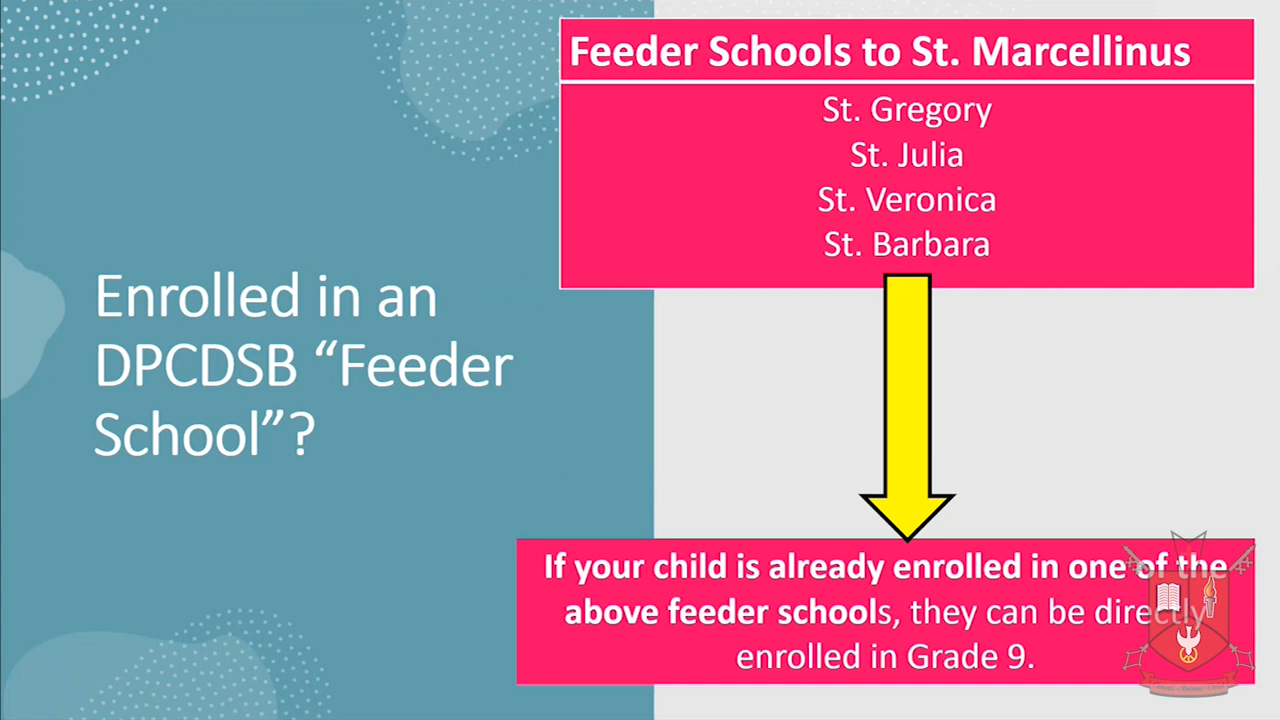 Enrolled in an
DPCDSB “Feeder
School”?
Feeder Schools to St. Marcellinus
St. Gregory
St. Julia
St. Veronica
St. Barbara
If your child is already enrolled in one of the
above feeder schools, they can be directly
enrolled in Grade 9.